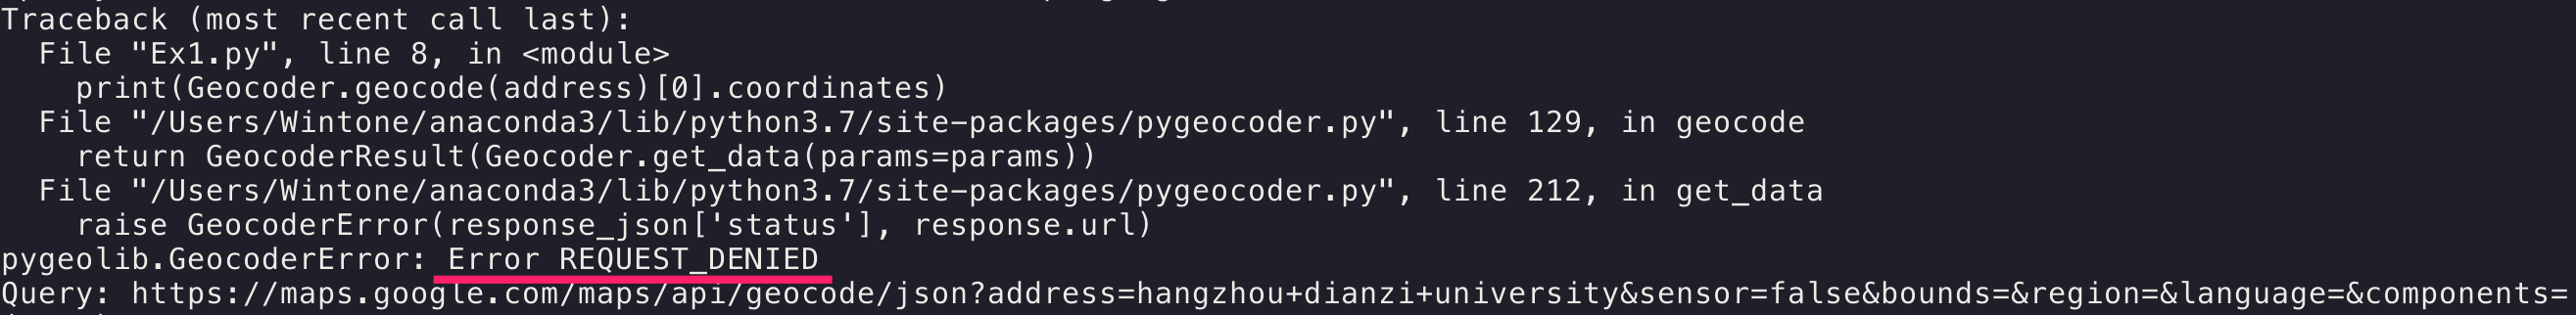 Traceback (most recent call last):
  File "Ex1.py", line 8, in <module>
    print(Geocoder.geocode(address)[0].coordinates)
  File "/Users/Wintone/anaconda3/lib/python3.7/site-packages/pygeocoder.py", line 129, in geocode
    return GeocoderResult(Geocoder.get_data(params=params))
  File "/Users/Wintone/anaconda3/lib/python3.7/site-packages/pygeocoder.py", line 212, in get_data
    raise GeocoderError(response_json['status'], response.url)
pygeolib.GeocoderError: Error REQUEST_DENIED
Query: https://maps.google.com/maps/api/geocode/json?address=hangzhou+dianzi+university&sensor=false&bounds=&region=&language=&components=